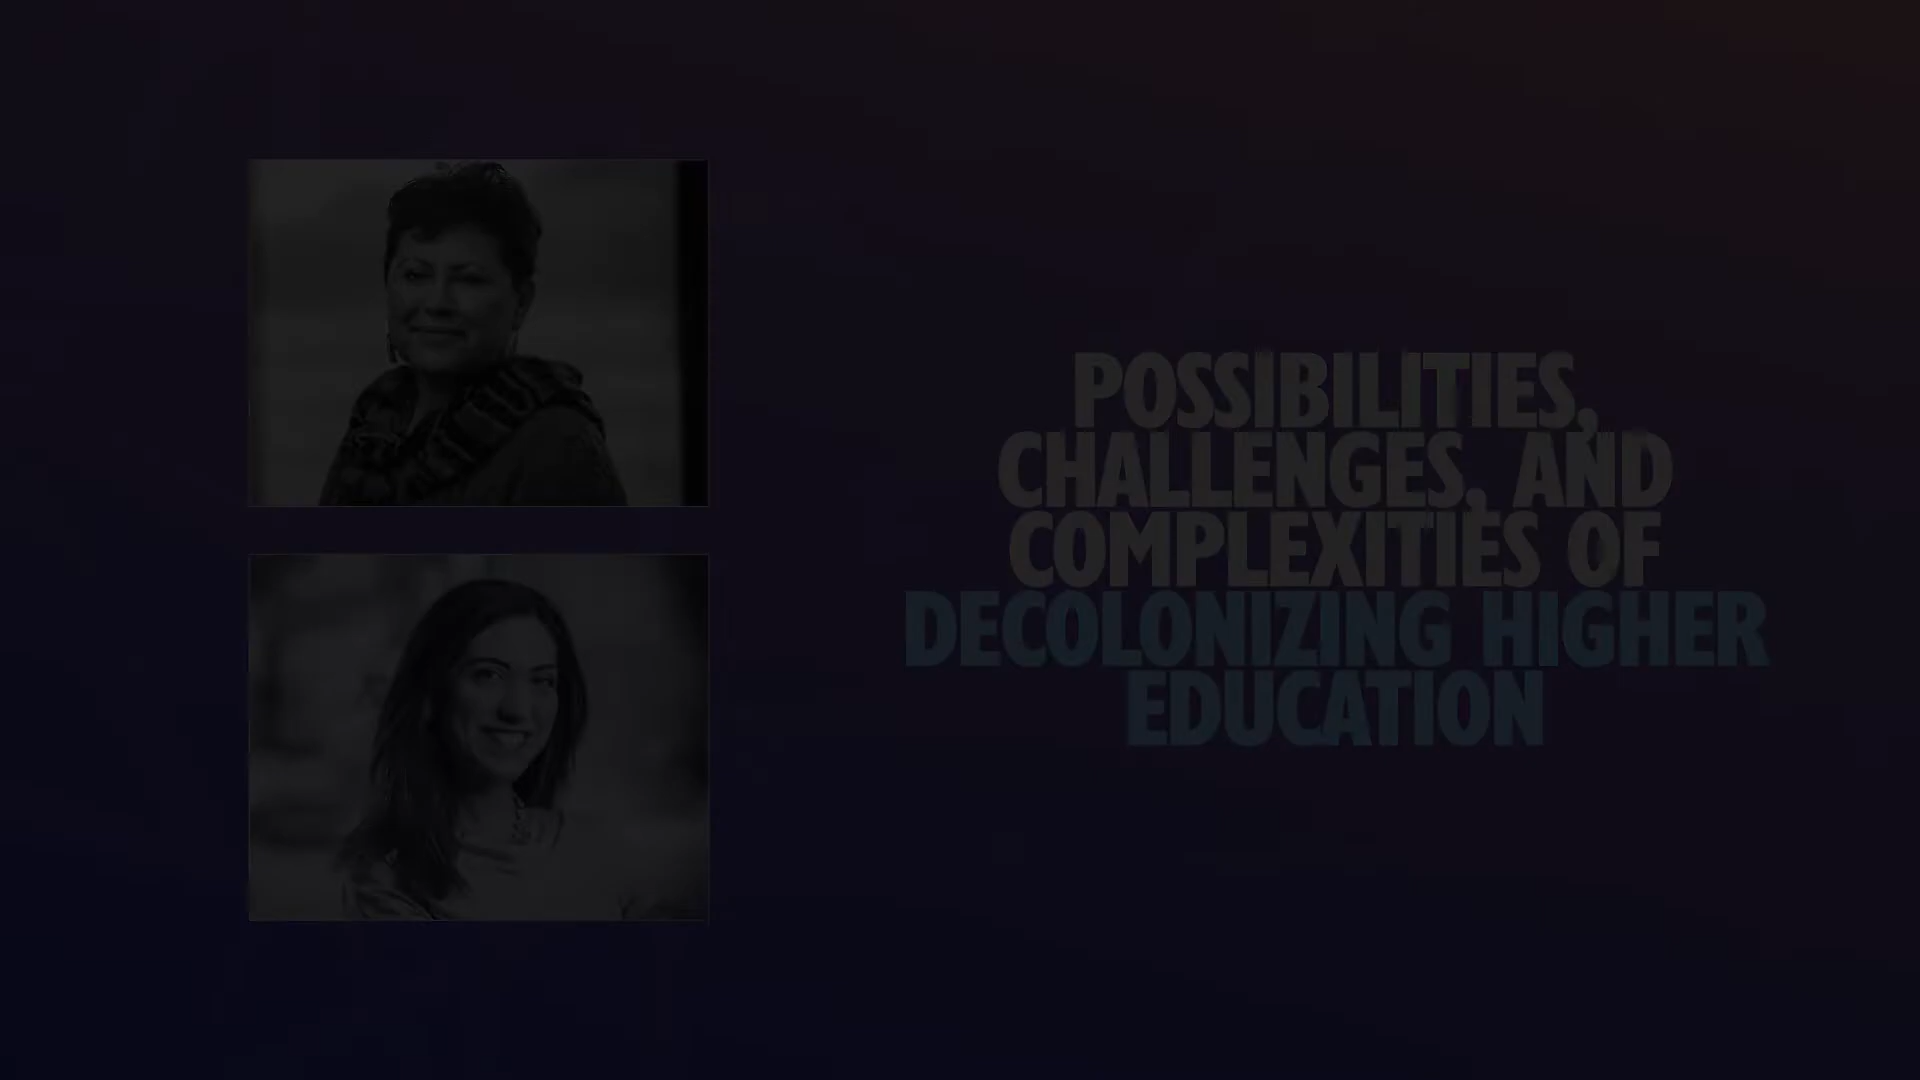 POSSIBILITIES,
CHALLENGES, AND
COMPLEXITIES OF
DECOLONIZING HIGHER
EDUCATION